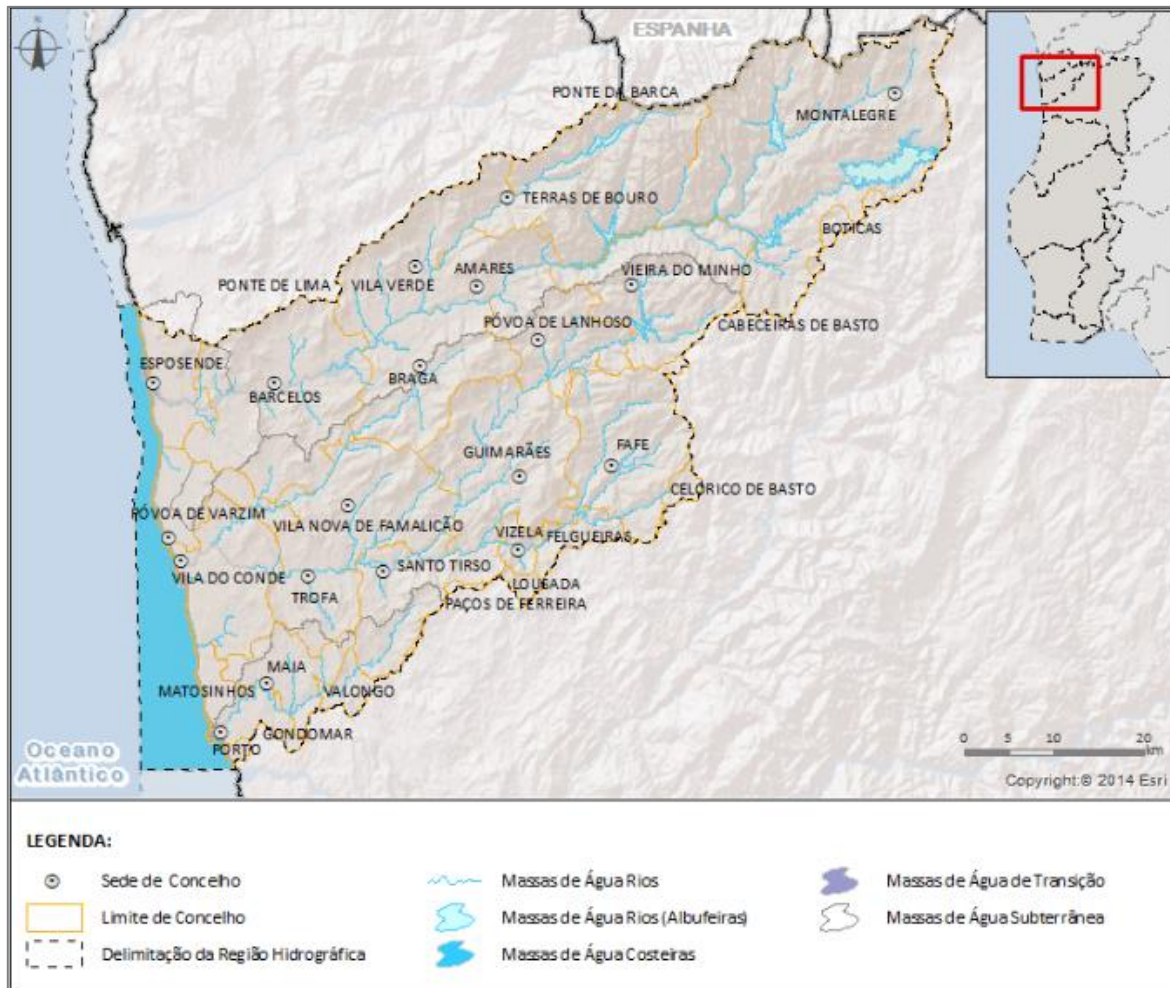 ESPANHA
PONTE DA BARCA
MONTALEGRE
TERRAS DE BOURO
BOTICAS
AMARES
VIEIRA DO MINHO
PONTE DE LIMA
VILA VERDE
PÓVOA DE LANHOSO
CABECEIRAS DE BASTO
ESPOSENDE
BRAGA
BARCELOS
GUIMARÃES
FAFE
CELORICO DE BASTO
PÓVOA DE VARZIM
VILA NOVA DE FAMALICÃO
VIZELA
FELGUEIRAS
SANTO TIRSO
VILA DO CONDE
LOUSADA
TROFA
PAÇOS DE FERREIRA
MAIA
MATOSINHOS
VALONGO
GONDOMAR
PORTO
Oceano
Atlântico
0 5 10 20
km
Copyright:© 2014 Esri
LEGENDA:
Sede de Concelho
Massas de Água Rios
Massas de Água de Transição
Limite de Concelho
Massas de Água Rios (Albufeiras)
Massas de Água Subterrânea
Delimitação da Região Hidrográfica
Massas de Água Costeiras